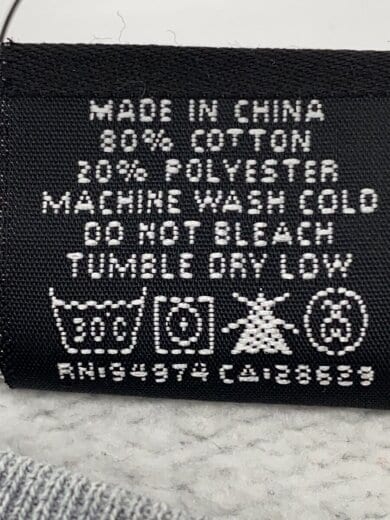 MADE IN CHINA
80% COTTON
20% POLYESTER
MACHINE WASH COLD
DO NOT BLEACH
TUMBLE DRY LOW
30°C
RN:94974 CA:28629